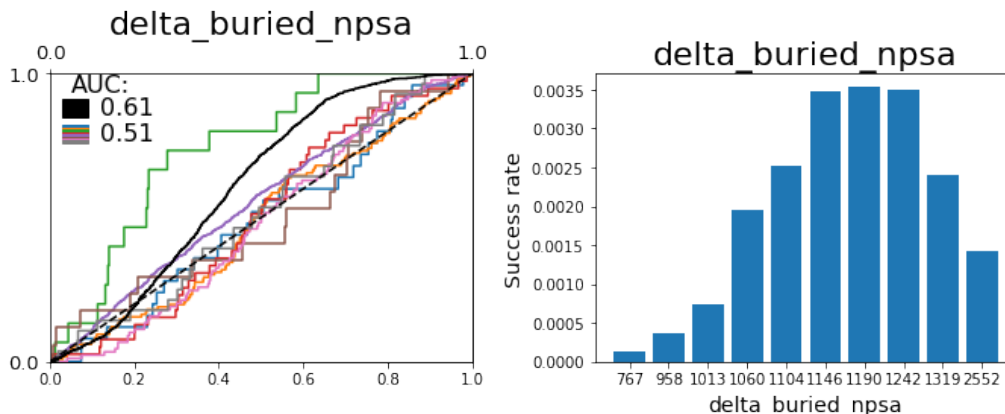 delta_buried_npsa
0.0 1.0
1.0
AUC:
0.61
0.51
0.0
0.0 0.2 0.4 0.6 0.8 1.0
delta_buried_npsa
Success rate
0.0035
0.0030
0.0025
0.0020
0.0015
0.0010
0.0005
0.0000
767 958 1013 1060 1104 1146 1190 1242 1319 2552
delta_buried_npsa